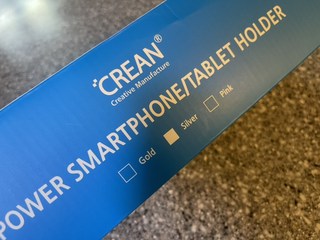 CREAN®
Creative Manufacture
POWER SMARTPHONE/TABLET HOLDER
Gold Silver Pink